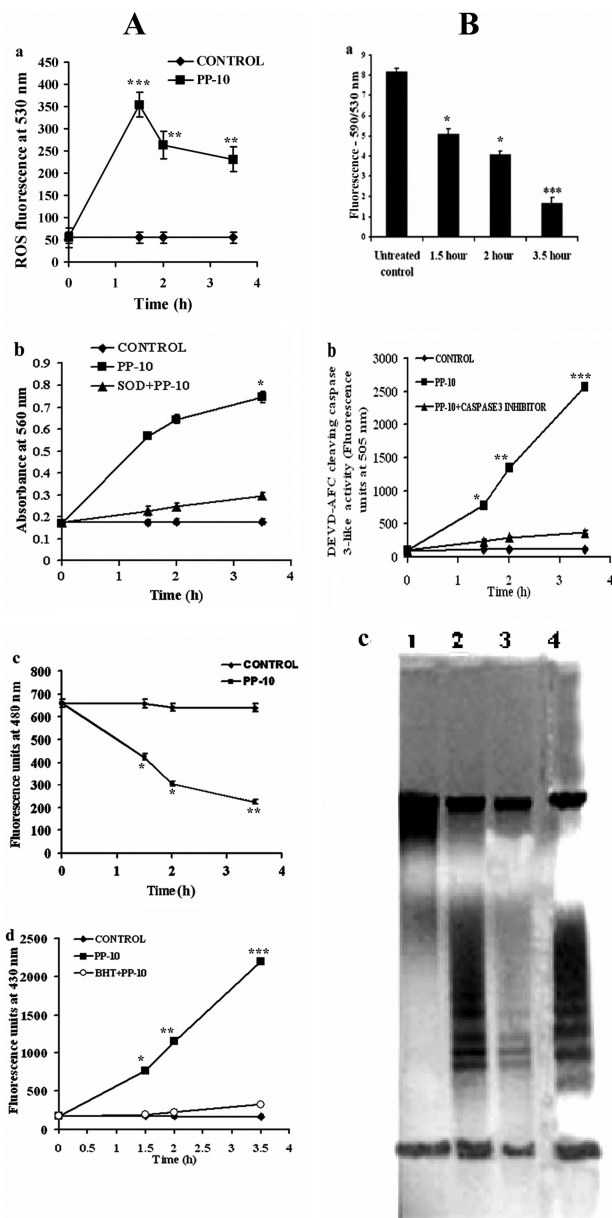 A
a
CONTROL
PP-10
ROS fluorescence at 530 nm
450
400
350
300
250
200
150
100
50
0
***
**
**
0 1 2 3 4
Time (h)
b
CONTROL
PP-10
SOD+PP-10
Absorbance at 560nm
0.9
0.8
0.7
0.6
0.5
0.4
0.3
0.2
0.1
0
*
0 1 2 3 4
Time (h)
c
CONTROL
PP-10
Fluorescence units at 480 nm
800
700
600
500
400
300
200
100
0
*
*
**
0 1 2 3 4
Time (h)
d
CONTROL
PP-10
BHT+PP-10
Fluorescence units at 430 nm
2500
2000
1500
1000
500
0
*
**
***
0 0.5 1 1.5 2 2.5 3 3.5 4
Time (h)
B
a
Fluorescence - 590/530 nm
9
8
7
6
5
4
3
2
1
0
*
*
***
Untreated control
1.5 hour
2 hour
3.5 hour
b
CONTROL
PP-10
PP-10+CASPASE3 INHIBITOR
DEVD-AFC cleaving caspase
3-like activity (Fluorescence
units at 505 nm)
3000
2500
2000
1500
1000
500
0
*
**
***
0 1 2 3 4
Time (h)
c
1 2 3 4